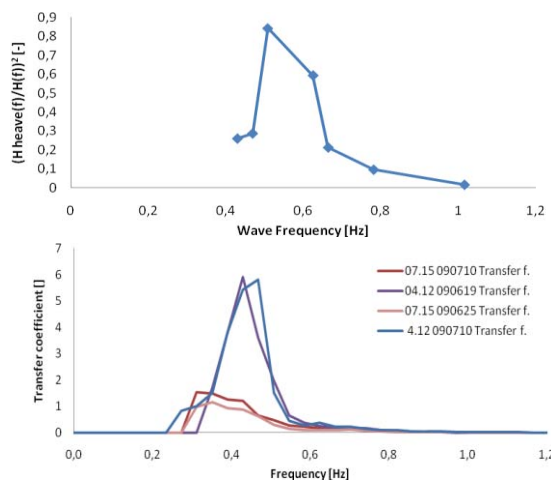 0,9
0,8
0,7
0,6
0,5
0,4
0,3
0,2
0,1
0
(H heave(f)/H(f))² [-]
0 0,2 0,4 0,6 0,8 1 1,2
Wave Frequency [Hz]
7
6
5
4
3
2
1
0
Transfer coefficient []
07.15 090710 Transfer f.
04.12 090619 Transfer f.
07.15 090625 Transfer f.
4.12 090710 Transfer f.
0,0 0,2 0,4 0,6 0,8 1,0 1,2
Frequency [Hz]